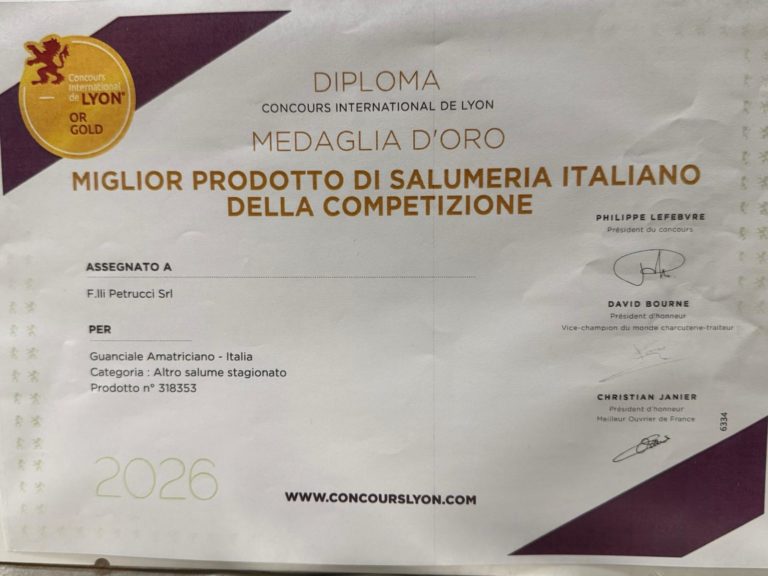 Concours
International
de LYON
OR
GOLD
DIPLOMA
CONCOURS INTERNATIONAL DE LYON
MEDAGLIA D'ORO
MIGLIOR PRODOTTO DI SALUMERIA ITALIANO
DELLA COMPETIZIONE
ASSEGNATO A
F.lli Petrucci Srl
PER
Guanciale Amatriciano - Italia
Categoria : Altro salume stagionato
Prodotto n° 318353
PHILIPPE LEFEBVRE
Président du concours
DAVID BOURNE
Président d'honneur
Vice-champion du monde charcuterie-traiteur
CHRISTIAN JANIER
Président d'honneur
Meilleur Ouvrier de France
6334
2026
WWW.CONCOURSLYON.COM